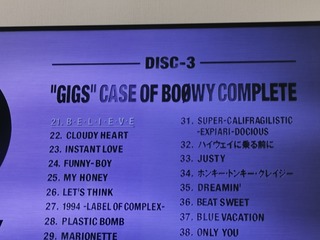 DISC-3
"GIGS" CASE OF BOØWY COMPLETE
21. B·E·L·I·E·V·E
22. CLOUDY HEART
23. INSTANT LOVE
24. FUNNY-BOY
25. MY HONEY
26. LET'S THINK
27. 1994 -LABEL OF COMPLEX-
28. PLASTIC BOMB
29. MARIONETTE
31. SUPER-CALIFRAGILISTIC
-EXPIARI-DOCIOUS
32. ハイウェイに乗る前に
33. JUSTY
34. ホンキー・トンキー・クレイジー
35. DREAMIN'
36. BEAT SWEET
37. BLUE VACATION
38. ONLY YOU